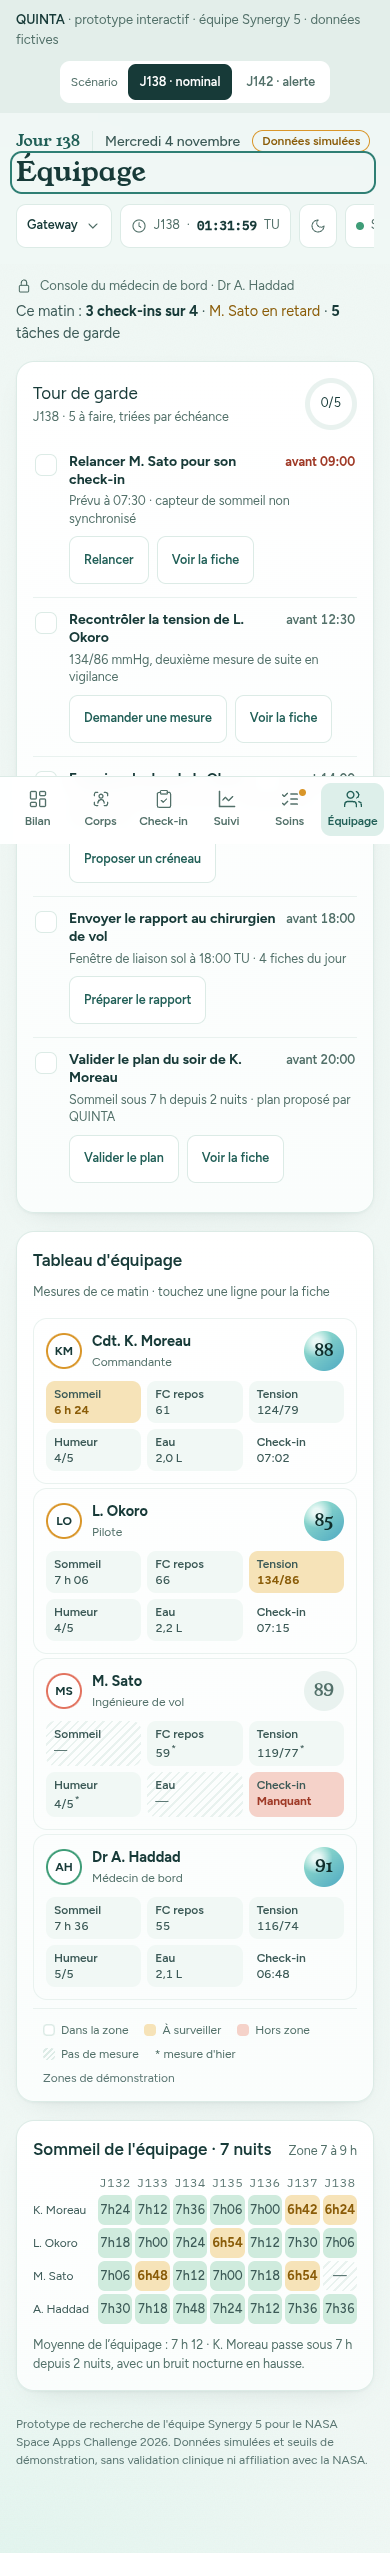 QUINTA · prototype interactif · équipe Synergy 5 · données
fictives
Scénario J138 · nominal J142 · alerte
Jour 138 Mercredi 4 novembre Données simulées
Équipage
Gateway J138 · 01:31:59 TU
Console du médecin de bord · Dr A. Haddad
Ce matin : 3 check-ins sur 4 · M. Sato en retard · 5
tâches de garde
Tour de garde
J138 · 5 à faire, triées par échéance
0/5
Relancer M. Sato pour son
check-in
avant 09:00
Prévu à 07:30 · capteur de sommeil non
synchronisé
Relancer Voir la fiche
Recontrôler la tension de L.
Okoro
avant 12:30
134/86 mmHg, deuxième mesure de suite en
vigilance
Demander une mesure Voir la fiche
Bilan Corps Check-in Suivi Soins Équipage
Proposer un créneau
Envoyer le rapport au chirurgien
de vol
avant 18:00
Fenêtre de liaison sol à 18:00 TU · 4 fiches du jour
Préparer le rapport
Valider le plan du soir de K.
Moreau
avant 20:00
Sommeil sous 7 h depuis 2 nuits · plan proposé par
QUINTA
Valider le plan Voir la fiche
Tableau d'équipage
Mesures de ce matin · touchez une ligne pour la fiche
KM Cdt. K. Moreau 88
Commandante
Sommeil FC repos Tension
6 h 24 61 124/79
Humeur Eau Check-in
4/5 2,0 L 07:02
LO L. Okoro 85
Pilote
Sommeil FC repos Tension
7 h 06 66 134/86
Humeur Eau Check-in
4/5 2,2 L 07:15
MS M. Sato 89
Ingénieure de vol
Sommeil FC repos Tension
— 59* 119/77*
Humeur Eau Check-in
4/5* — Manquant
AH Dr A. Haddad 91
Médecin de bord
Sommeil FC repos Tension
7 h 36 55 116/74
Humeur Eau Check-in
5/5 2,1 L 06:48
Dans la zone À surveiller Hors zone
Pas de mesure * mesure d'hier
Zones de démonstration
Sommeil de l'équipage · 7 nuits Zone 7 à 9 h
J132 J133 J134 J135 J136 J137 J138
K. Moreau 7h24 7h12 7h36 7h06 7h00 6h42 6h24
L. Okoro 7h18 7h00 7h24 6h54 7h12 7h30 7h06
M. Sato 7h06 6h48 7h12 7h00 7h18 6h54 —
A. Haddad 7h30 7h18 7h48 7h24 7h12 7h36 7h36
Moyenne de l'équipage : 7 h 12 · K. Moreau passe sous 7 h
depuis 2 nuits, avec un bruit nocturne en hausse.
Prototype de recherche de l'équipe Synergy 5 pour le NASA
Space Apps Challenge 2026. Données simulées et seuils de
démonstration, sans validation clinique ni affiliation avec la NASA.